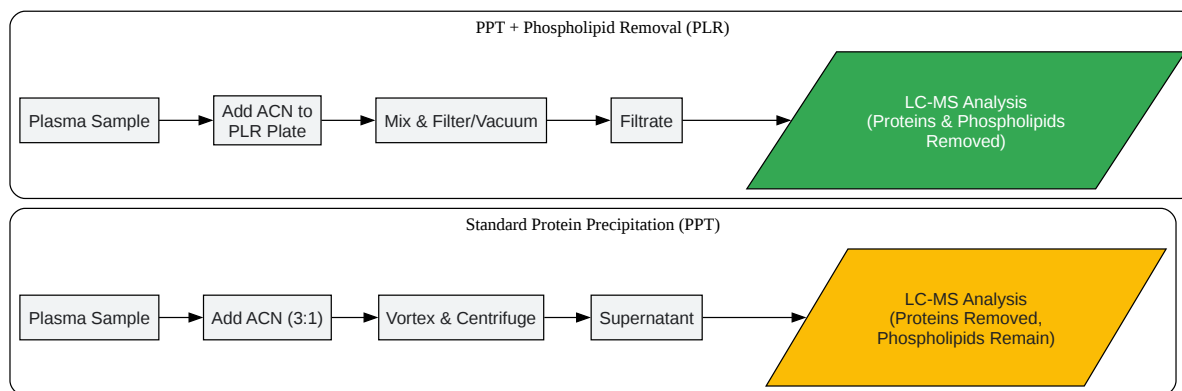 PPT + Phospholipid Removal (PLR)
Plasma Sample
Add ACN to
PLR Plate
Mix & Filter/Vacuum
Filtrate
LC-MS Analysis
(Proteins & Phospholipids
Removed)
Standard Protein Precipitation (PPT)
Plasma Sample
Add ACN (3:1)
Vortex & Centrifuge
Supernatant
LC-MS Analysis
(Proteins Removed,
Phospholipids Remain)